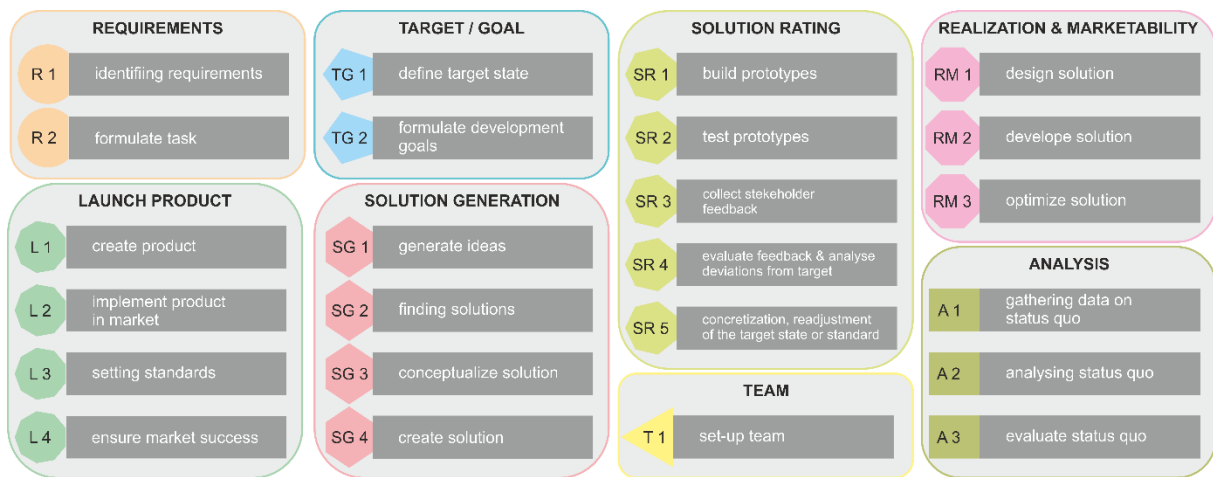 REQUIREMENTS
R 1
identifiing requirements
R 2
formulate task
TARGET / GOAL
TG 1
define target state
TG 2
formulate development
goals
SOLUTION RATING
SR 1
build prototypes
SR 2
test prototypes
SR 3
collect stekeholder
feedback
SR 4
evaluate feedback & analyse
deviations from target
SR 5
concretization, readjustment
of the target state or standard
REALIZATION & MARKETABILITY
RM 1
design solution
RM 2
develope solution
RM 3
optimize solution
LAUNCH PRODUCT
L 1
create product
L 2
implement product
in market
L 3
setting standards
L 4
ensure market success
SOLUTION GENERATION
SG 1
generate ideas
SG 2
finding solutions
SG 3
conceptualize solution
SG 4
create solution
TEAM
T 1
set-up team
ANALYSIS
A 1
gathering data on
status quo
A 2
analysing status quo
A 3
evaluate status quo